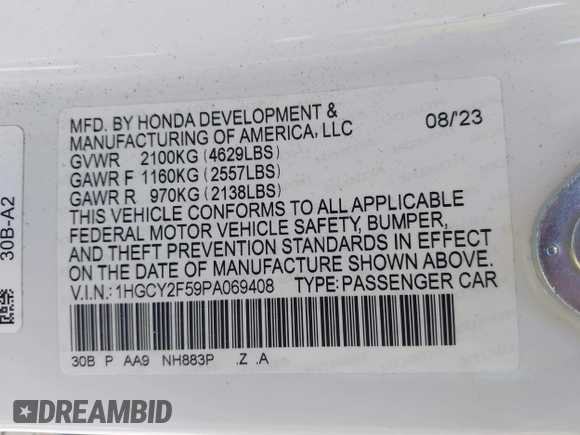 MFD. BY HONDA DEVELOPMENT &
MANUFACTURING OF AMERICA, LLC 08/'23
GVWR 2100KG (4629LBS)
GAWR F 1160KG (2557LBS)
GAWR R 970KG (2138LBS)
THIS VEHICLE CONFORMS TO ALL APPLICABLE
FEDERAL MOTOR VEHICLE SAFETY, BUMPER,
AND THEFT PREVENTION STANDARDS IN EFFECT
ON THE DATE OF MANUFACTURE SHOWN ABOVE.
V.I.N.:1HGCY2F59PA069408 TYPE:PASSENGER CAR
30B P AA9 NH883P .Z .A
30B-A2
DREAMBID